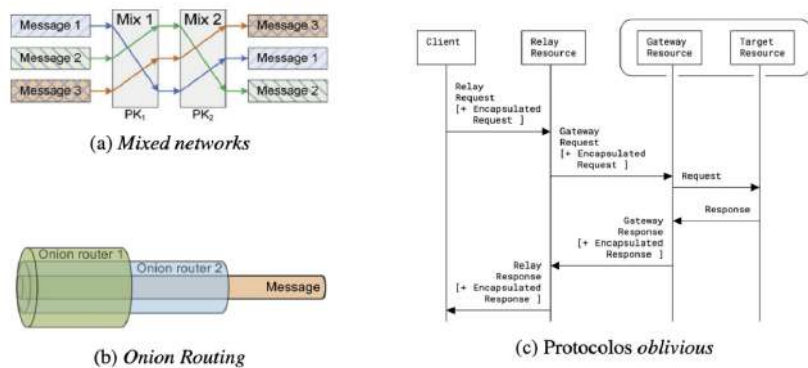 Message 1
Message 2
Message 3
Mix 1
Mix 2
PK1
PK2
Message 3
Message 1
Message 2
(a) Mixed networks
Onion router 1
Onion router 2
Message
(b) Onion Routing
Client
Relay
Resource
Gateway
Resource
Target
Resource
Relay
Request
[+ Encapsulated
Request ]
Gateway
Request
[+ Encapsulated
Request ]
Request
Response
Gateway
Response
[+ Encapsulated
Response ]
Relay
Response
[+ Encapsulated
Response ]
(c) Protocolos oblivious